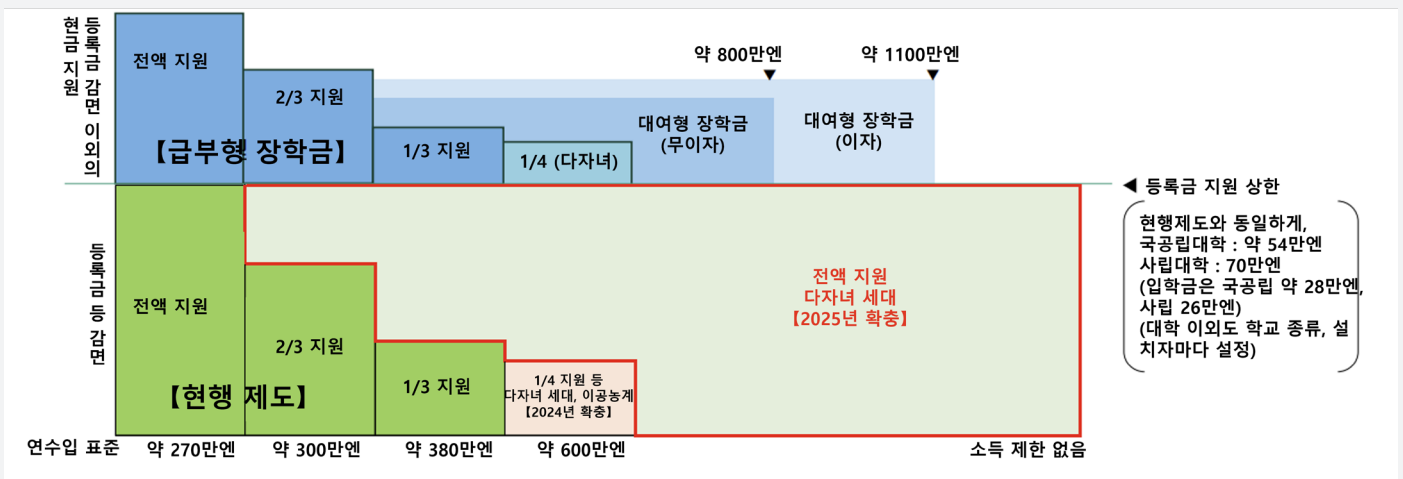 등록금 감면 이외의
현금 지원
전액 지원
2/3 지원
1/3 지원
1/4 (다자녀)
【급부형 장학금】
약 800만엔
▼
약 1100만엔
▼
대여형 장학금
(무이자)
대여형 장학금
(이자)
◀ 등록금 지원 상한
현행제도와 동일하게,
국공립대학 : 약 54만엔
사립대학 : 70만엔
(입학금은 국공립 약 28만엔,
사립 26만엔)
(대학 이외도 학교 종류, 설
치자마다 설정)
등록금 등 감면
전액 지원
2/3 지원
1/3 지원
1/4 지원 등
다자녀 세대, 이공농계
【2024년 확충】
【현행 제도】
전액 지원
다자녀 세대
【2025년 확충】
연수입 표준
약 270만엔
약 300만엔
약 380만엔
약 600만엔
소득 제한 없음